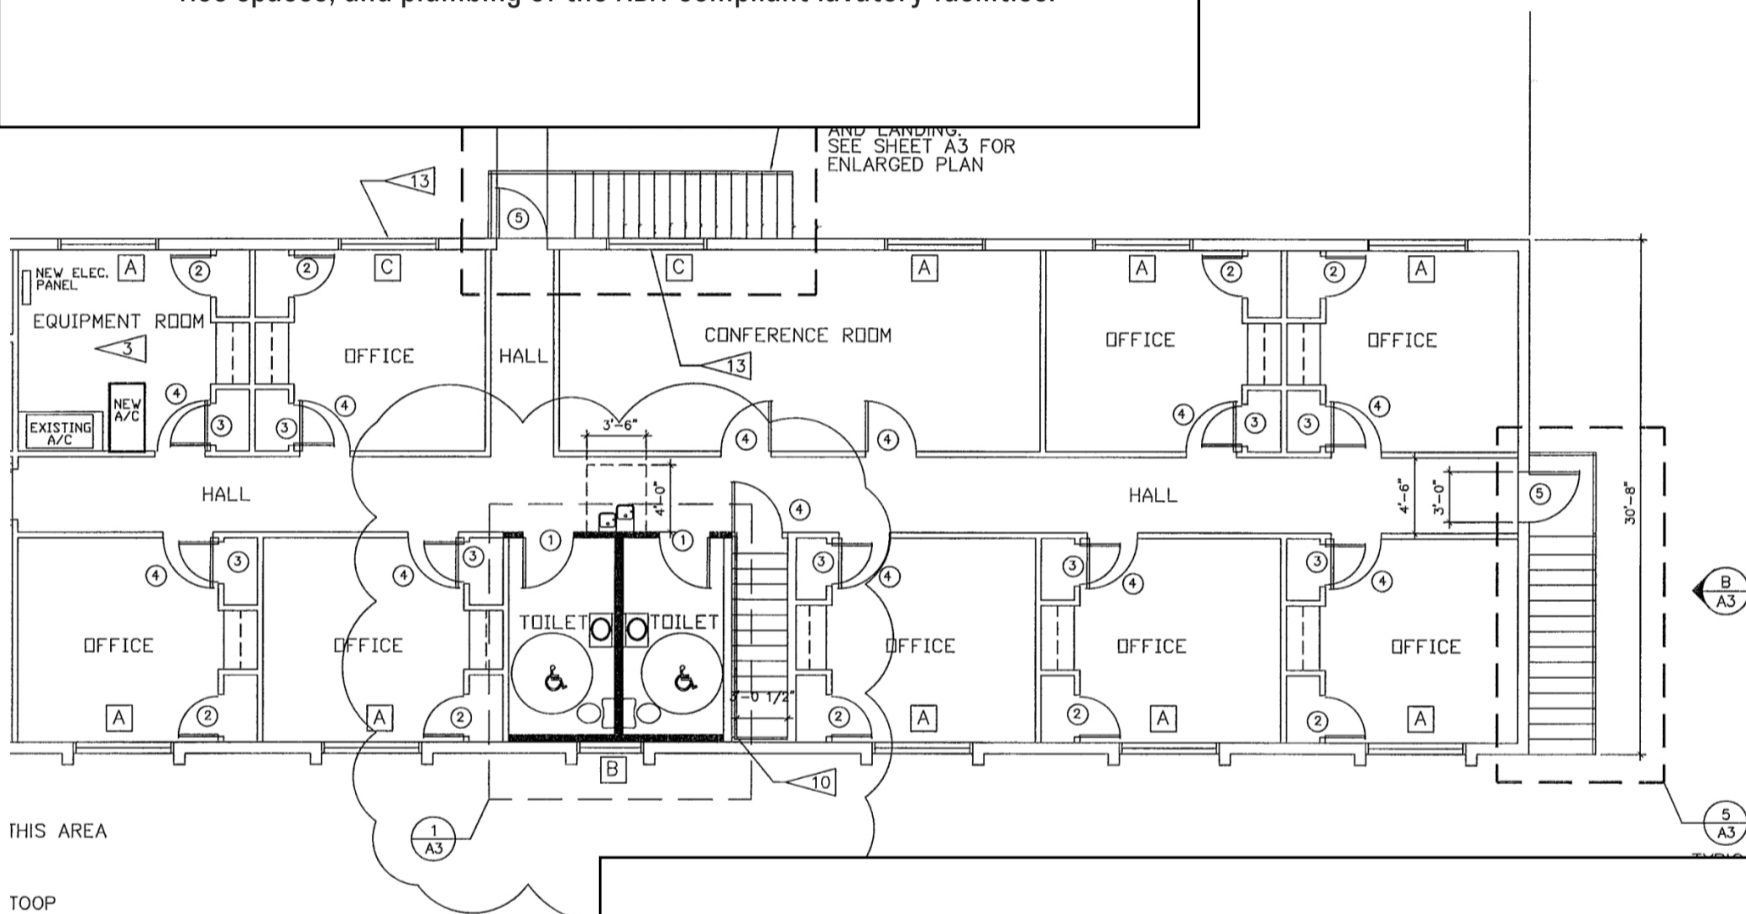 AND LANDING.
SEE SHEET A3 FOR
ENLARGED PLAN
13
5
NEW ELEC.
PANEL
A
2
2
C
C
A
A
2
2
A
EQUIPMENT ROOM
3
OFFICE
HALL
CONFERENCE ROOM
13
OFFICE
OFFICE
EXISTING
A/C
NEW
A/C
4
3
3
4
3'-6"
4
4
4
3
3
4
HALL
4'-0"
4
HALL
4'-6"
3'-0"
5
30'-8"
4
3
4
3
1
1
3
4
3
4
3
4
B
A3
OFFICE
OFFICE
TOILET
TOILET
OFFICE
OFFICE
OFFICE
-0 1/2"
A
2
A
2
2
A
2
A
2
A
B
10
1
A3
5
A3
THIS AREA
TOOP